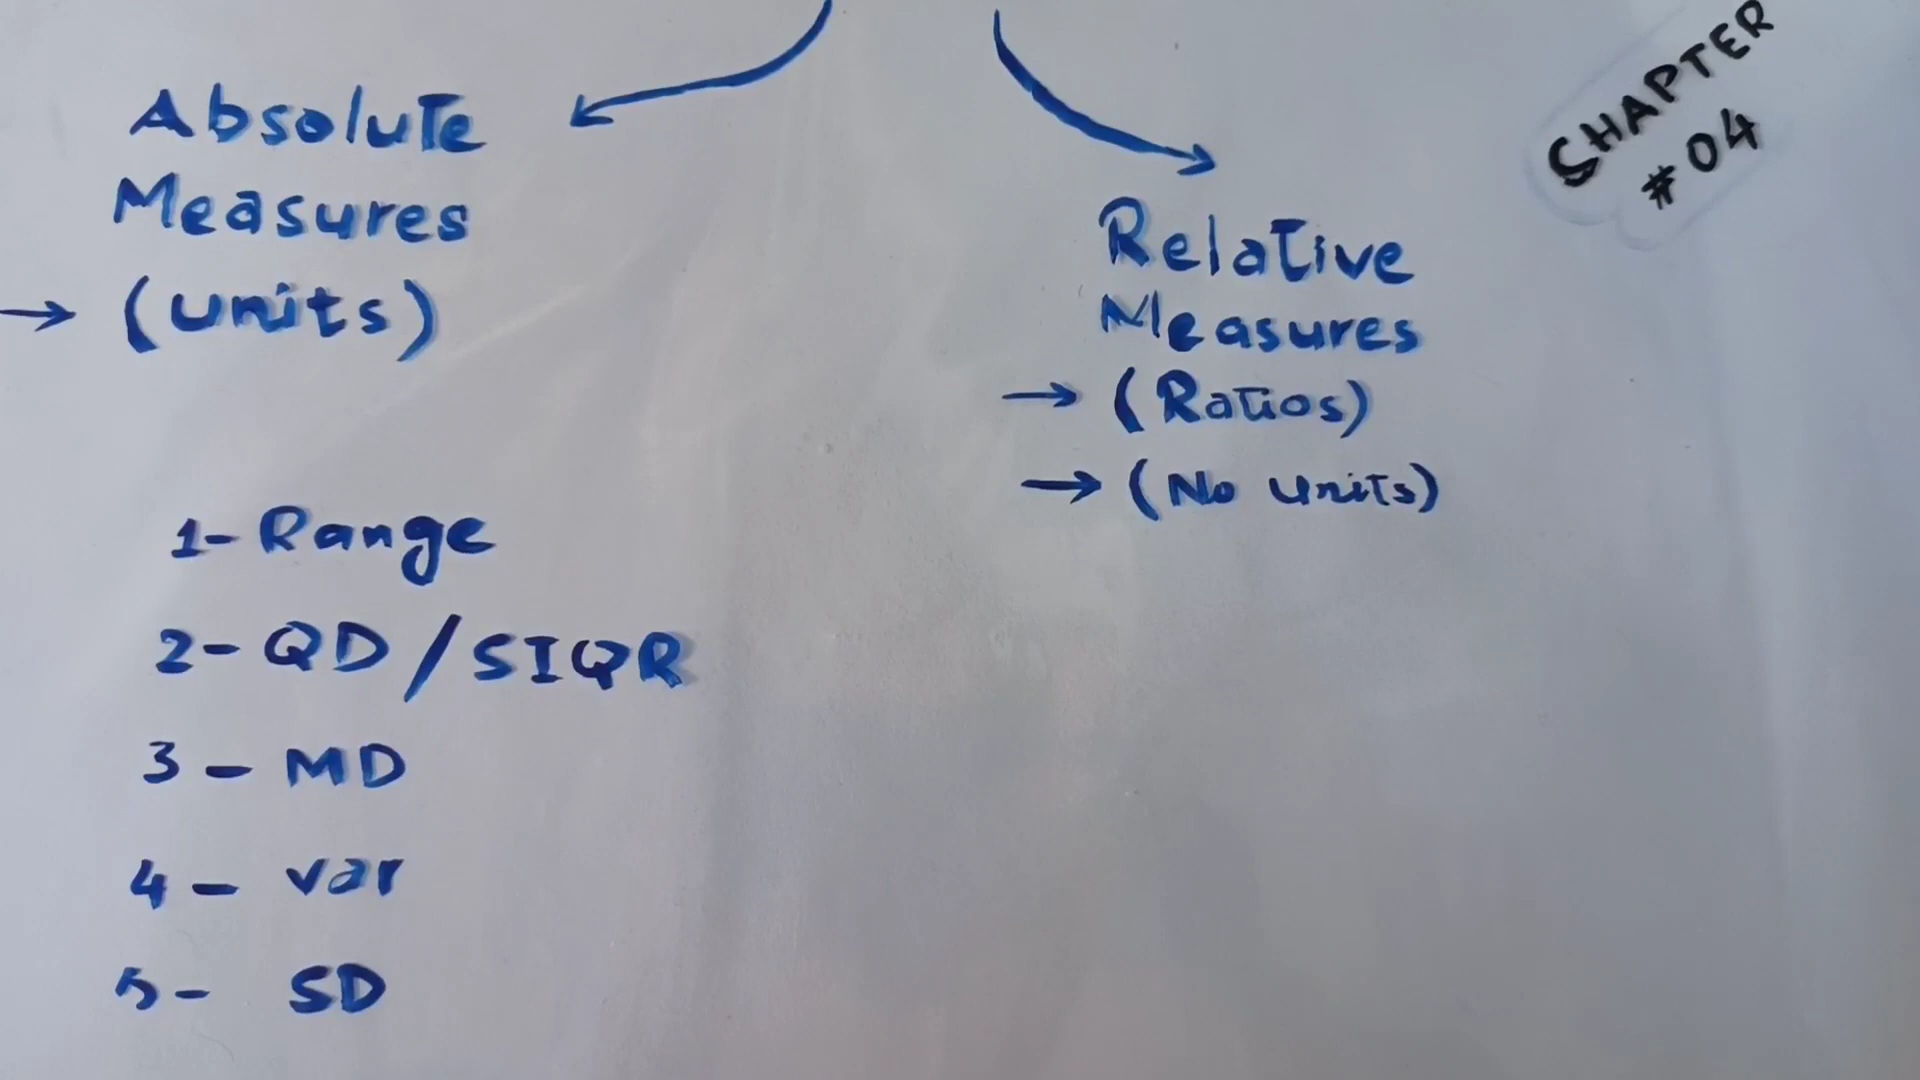 CHAPTER
#04
Absolute
Measures
→ (units)
1- Range
2- QD/SIQR
3- MD
4- var
5- SD
Relative
Measures
→ (Ratios)
→ (No units)